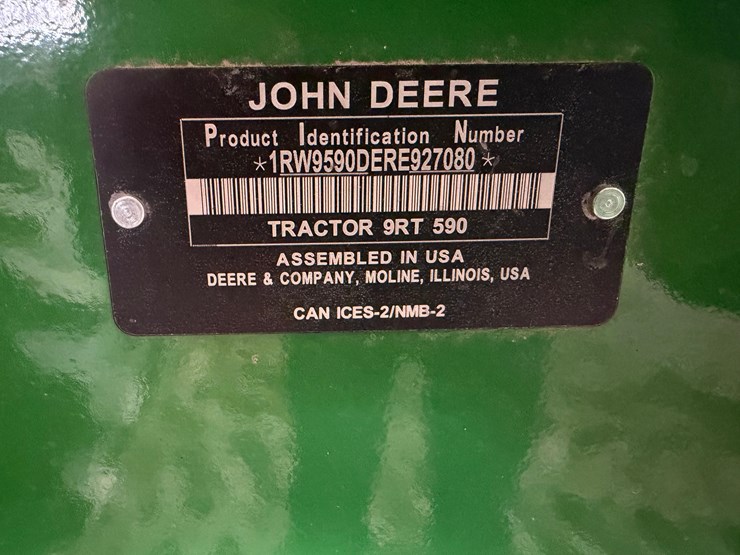 JOHN DEERE
Product Identification Number
*1RW9590DERE927080*
TRACTOR 9RT 590
ASSEMBLED IN USA
DEERE & COMPANY, MOLINE, ILLINOIS, USA
CAN ICES-2/NMB-2